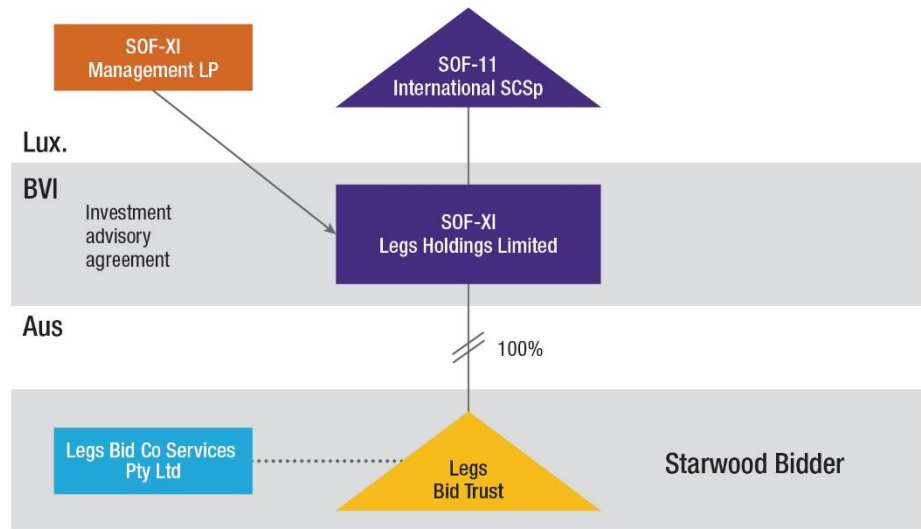 SOF-XI
Management LP
SOF-11
International SCSp
Lux.
BVI
Investment
advisory
agreement
SOF-XI
Legs Holdings Limited
Aus
100%
Legs Bid Co Services
Pty Ltd
Legs
Bid Trust
Starwood Bidder